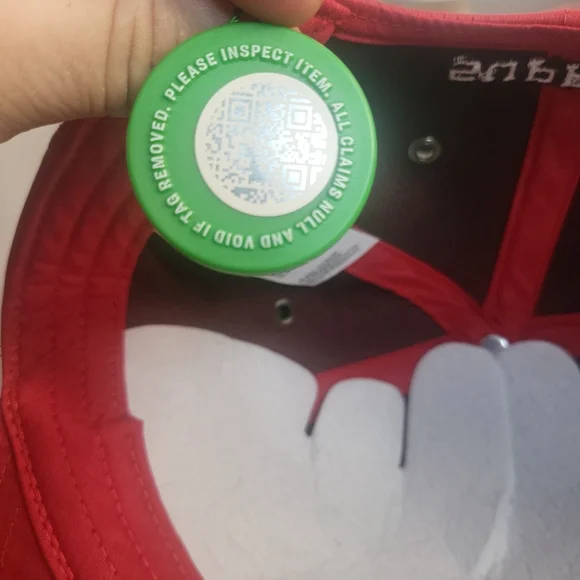 PLEASE INSPECT ITEM. ALL CLAIMS NULL AND VOID IF TAG REMOVED.